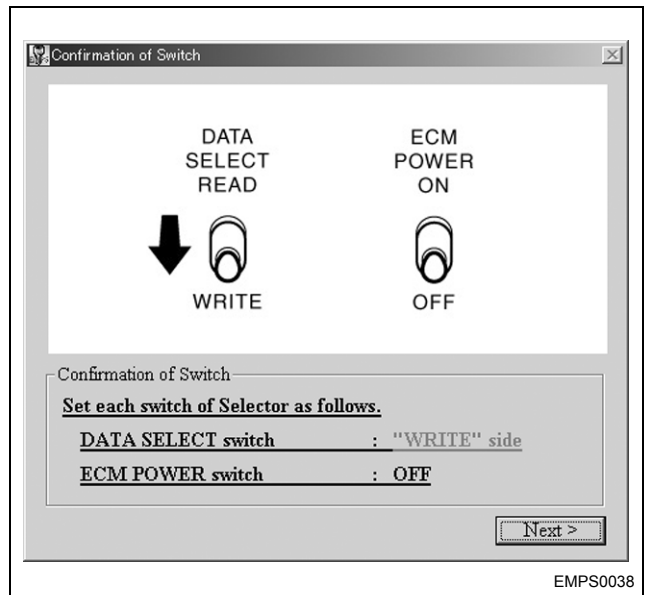 Confirmation of Switch
DATA
SELECT
READ
WRITE
ECM
POWER
ON
OFF
Confirmation of Switch
Set each switch of Selector as follows.
DATA SELECT switch : "WRITE" side
ECM POWER switch : OFF
Next >
EMPS0038